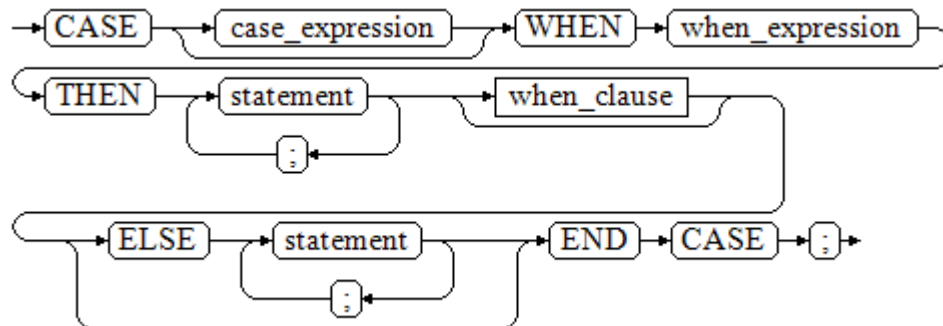 CASE case_expression WHEN when_expression
THEN statement when_clause
;
ELSE statement END CASE ;
;